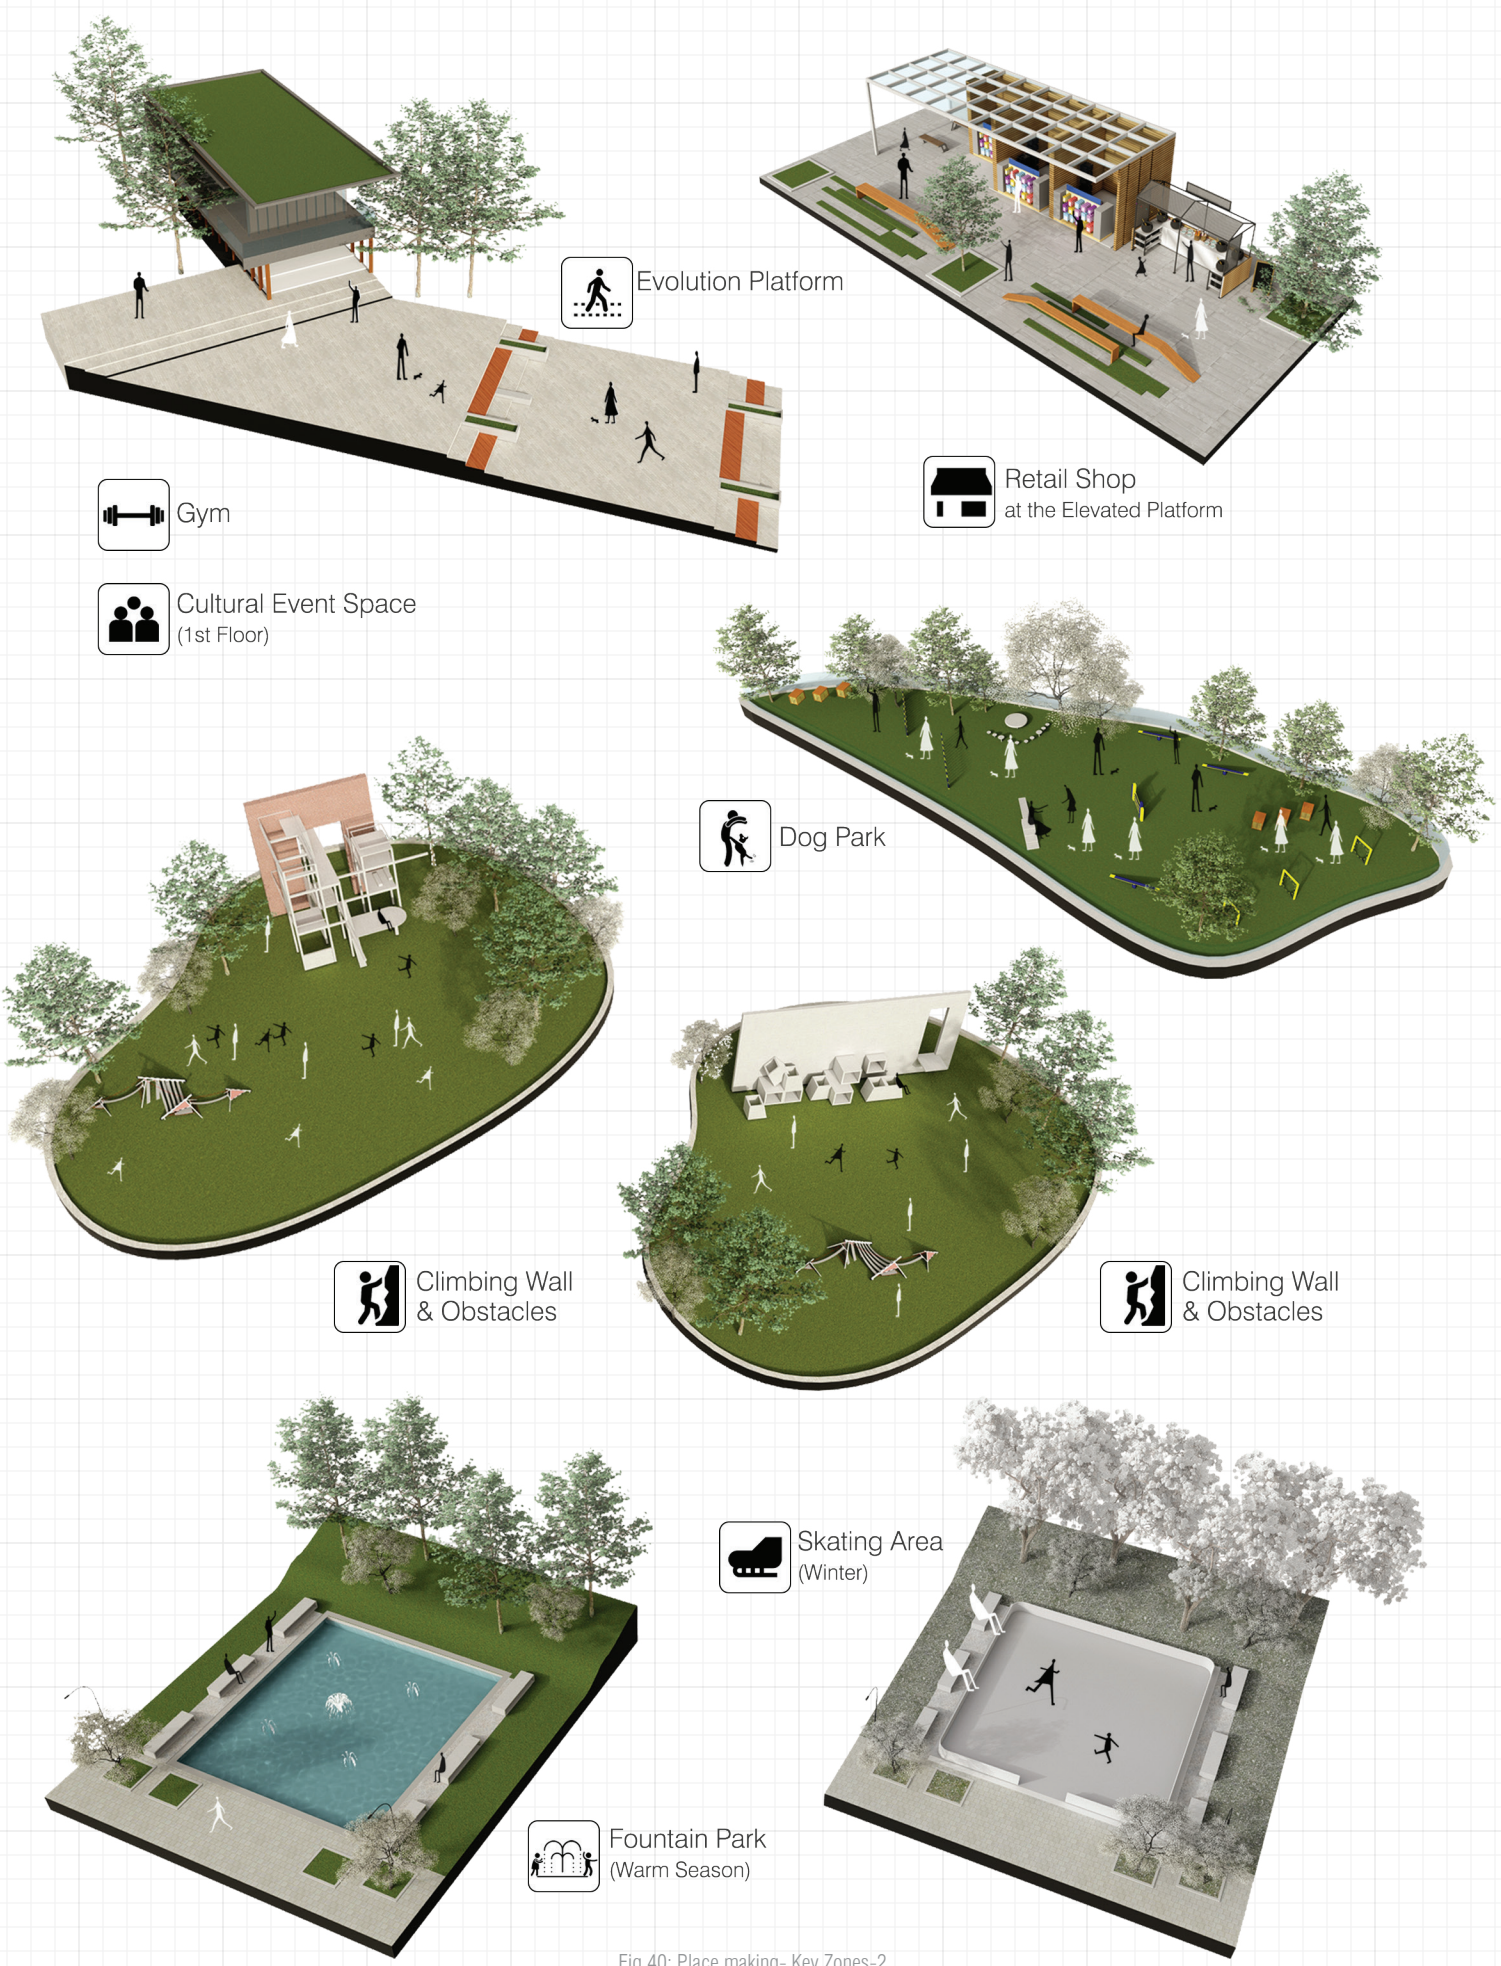 Evolution Platform
Retail Shop
at the Elevated Platform
Gym
Cultural Event Space
(1st Floor)
Dog Park
Climbing Wall
& Obstacles
Climbing Wall
& Obstacles
Skating Area
(Winter)
Fountain Park
(Warm Season)
Fig 40: Place making- Key Zones-2